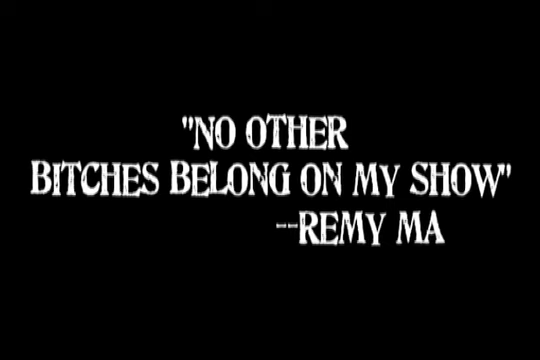 "NO OTHER
BITCHES BELONG ON MY SHOW"
--REMY MA